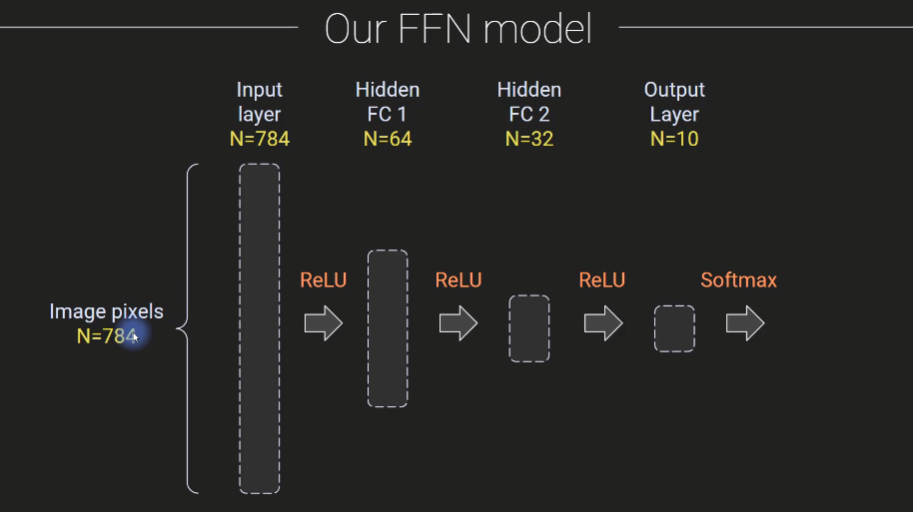 Our FFN model
Input
layer
N=784
Hidden
FC 1
N=64
Hidden
FC 2
N=32
Output
Layer
N=10
Image pixels
N=784
ReLU
ReLU
ReLU
Softmax